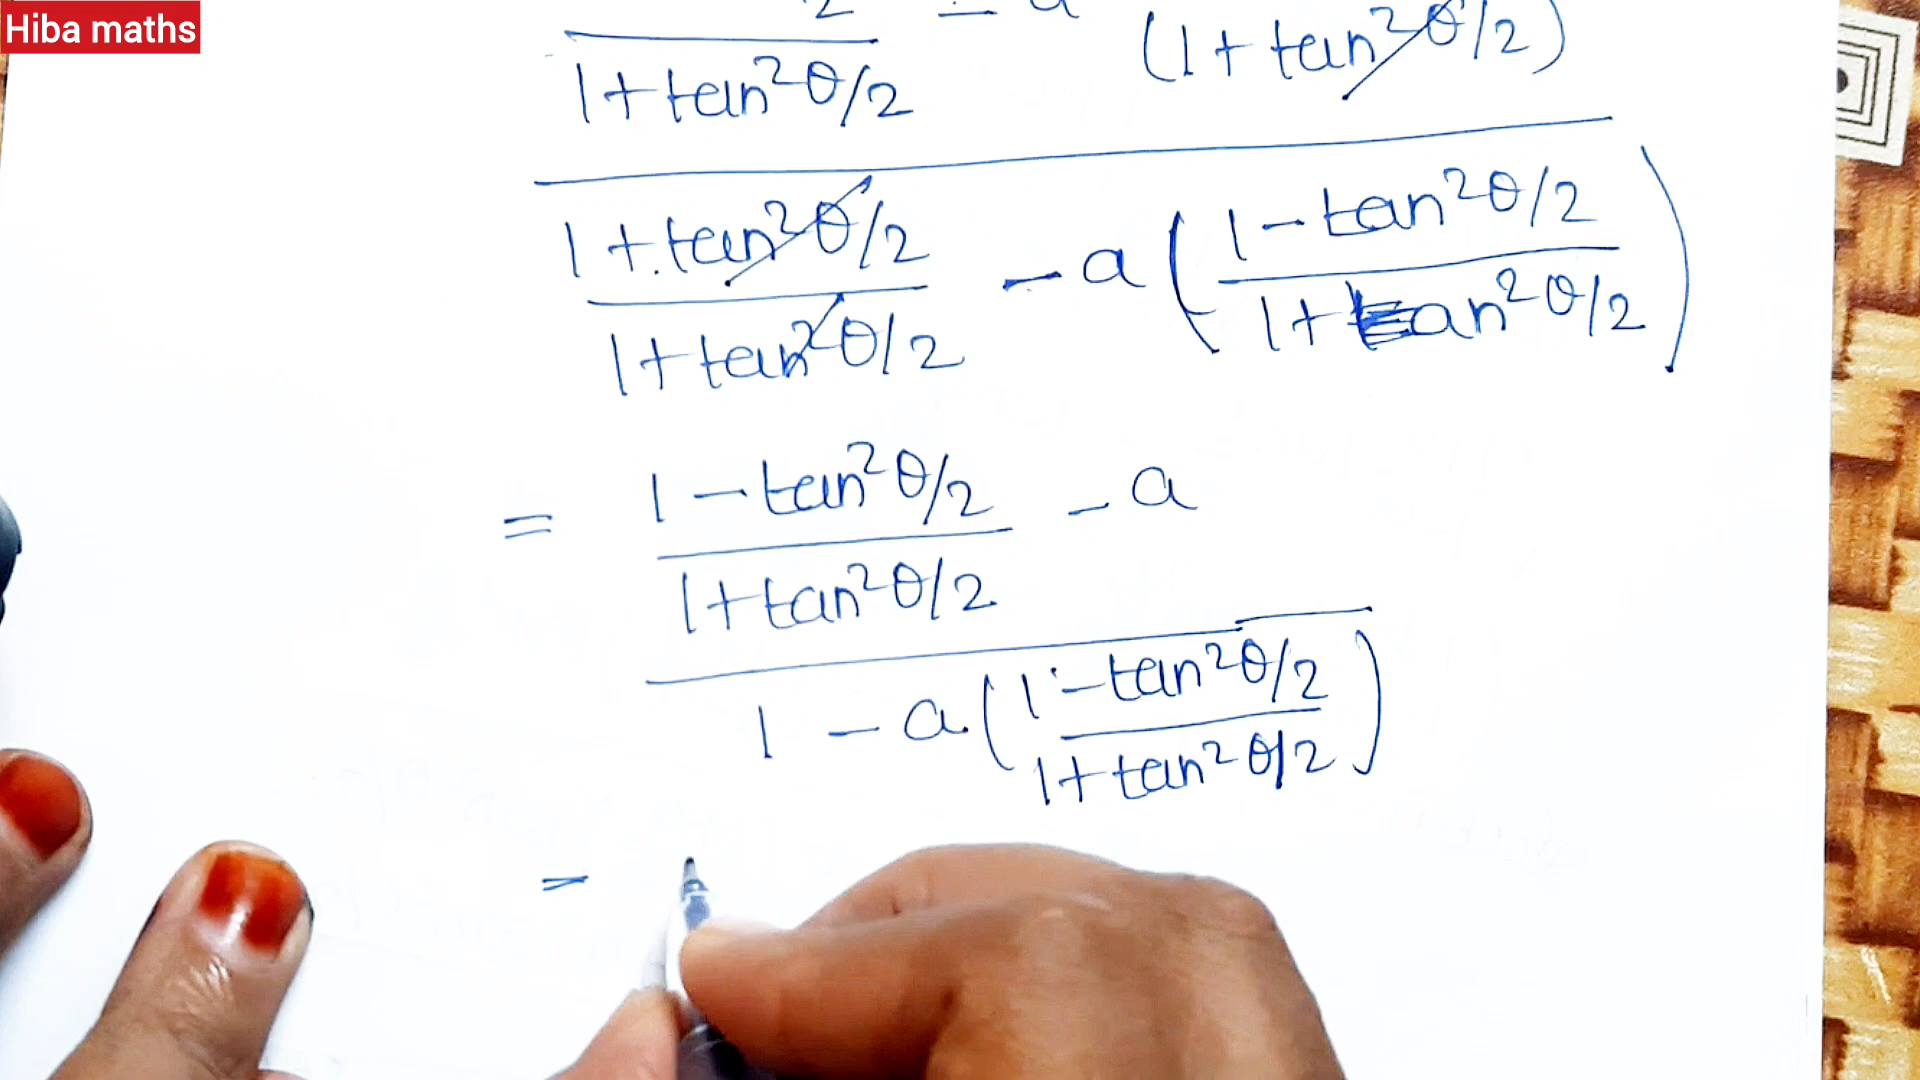 Hiba maths
2 - a (1 + tan²θ/2)
1 + tan²θ/2
1 + tan²θ/2 - a ( 1 - tan²θ/2 )
1 + tan²θ/2 1 + tan²θ/2
= 1 - tan²θ/2 - a
1 + tan²θ/2
1 - a ( 1 - tan²θ/2 )
1 + tan²θ/2
=